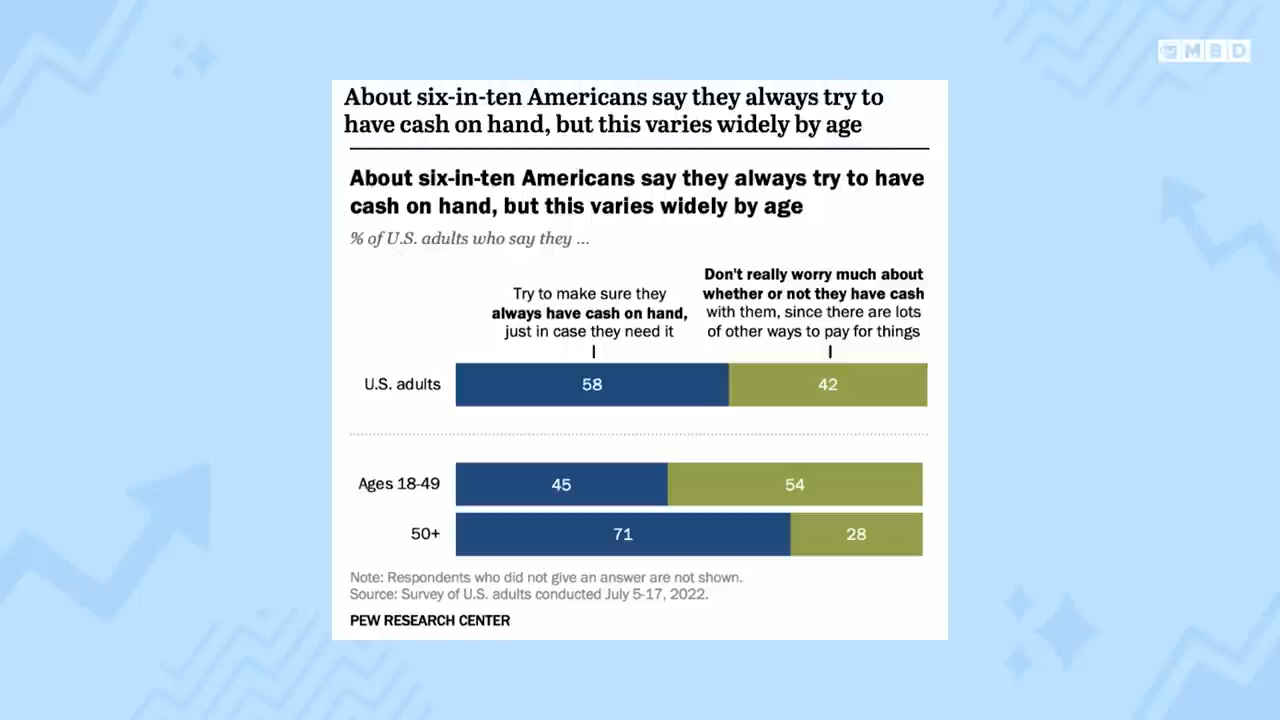 MBD
About six-in-ten Americans say they always try to
have cash on hand, but this varies widely by age
About six-in-ten Americans say they always try to have
cash on hand, but this varies widely by age
% of U.S. adults who say they ...
Try to make sure they
always have cash on hand,
just in case they need it
Don't really worry much about
whether or not they have cash
with them, since there are lots
of other ways to pay for things
U.S. adults 58 42
Ages 18-49 45 54
50+ 71 28
Note: Respondents who did not give an answer are not shown.
Source: Survey of U.S. adults conducted July 5-17, 2022.
PEW RESEARCH CENTER